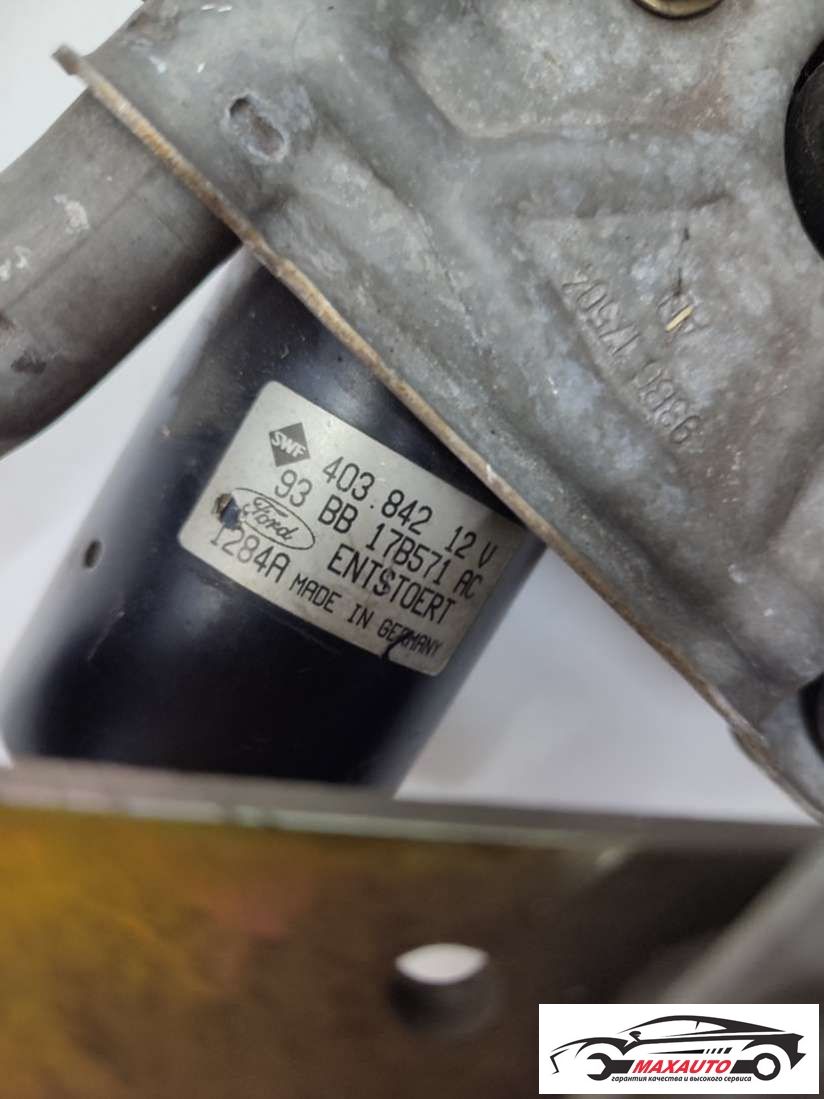 SWF
403.842 12 V
93 BB 17B571 AC
Ford
ENTSTOERT
1284A MADE IN GERMANY
MAXAUTO
гарантия качества и высокого сервиса